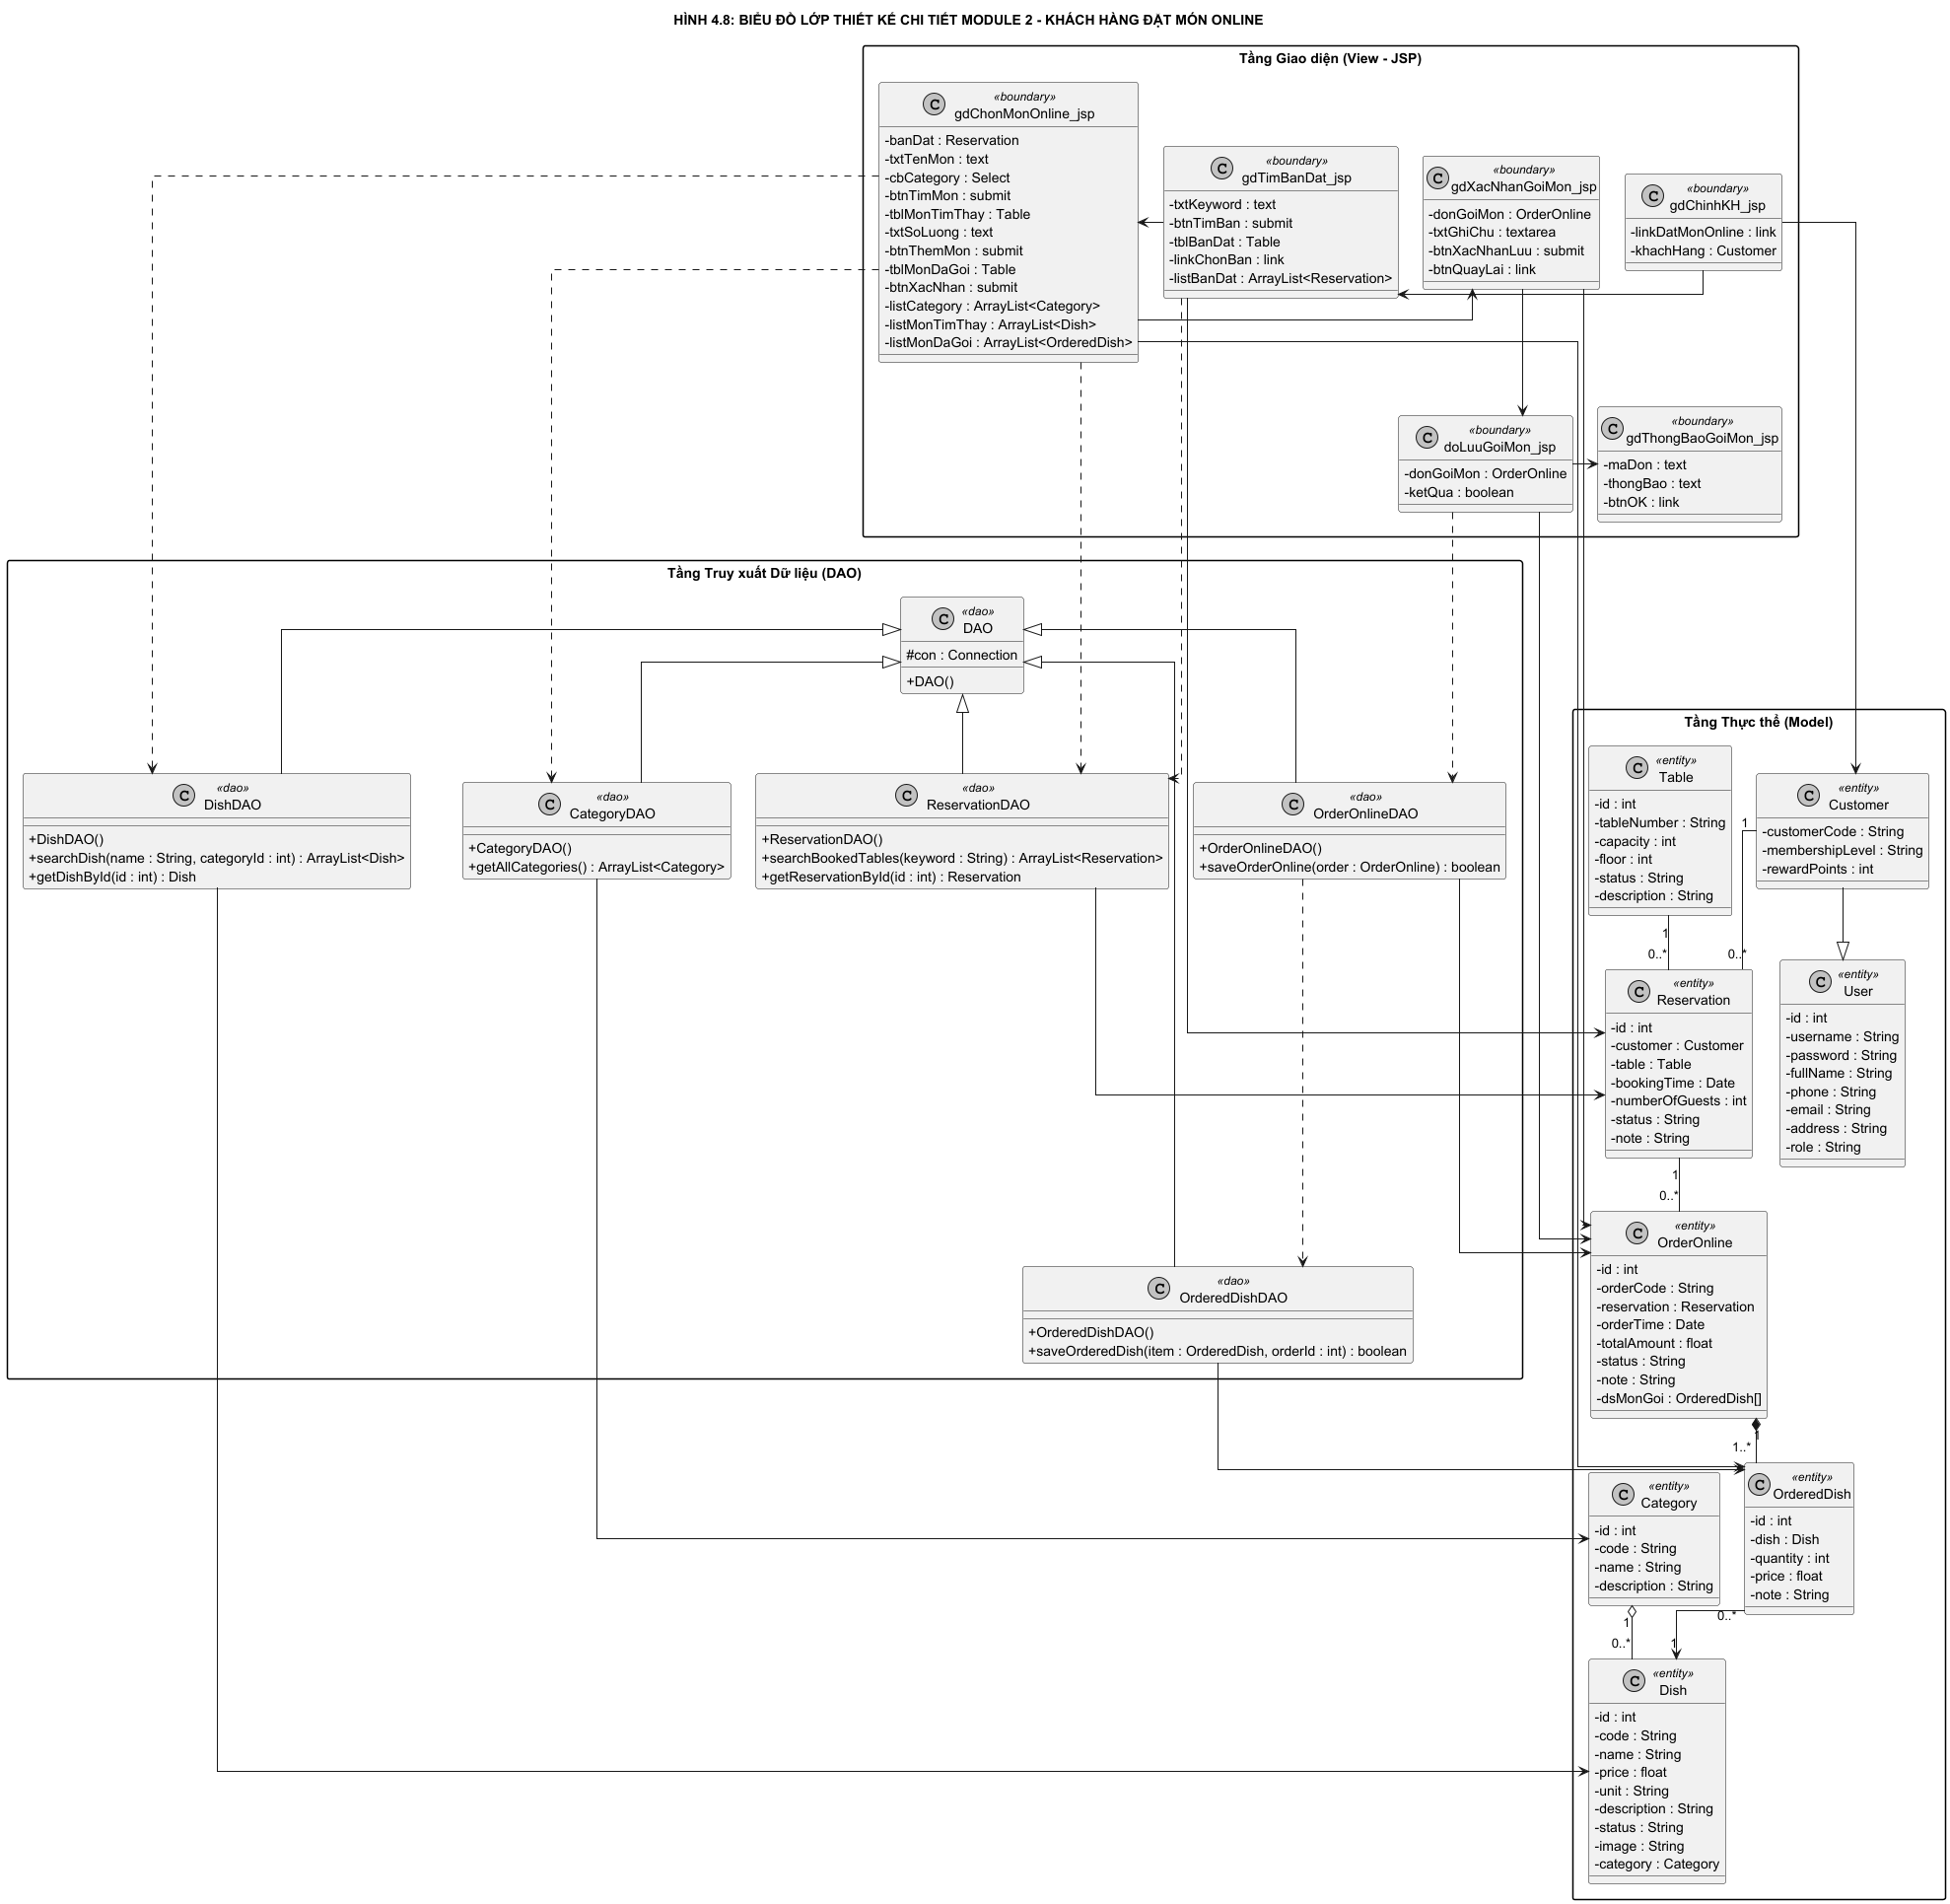 HÌNH 4.8: BIỂU ĐỒ LỚP THIẾT KẾ CHI TIẾT MODULE 2 - KHÁCH HÀNG ĐẶT MÓN ONLINE
Tầng Giao diện (View - JSP)
C
«boundary»
gdChonMonOnline_jsp
-banDat : Reservation
-txtTenMon : text
-cbCategory : Select
-btnTimMon : submit
-tblMonTimThay : Table
-txtSoLuong : text
-btnThemMon : submit
-tblMonDaGoi : Table
-btnXacNhan : submit
-listCategory : ArrayList<Category>
-listMonTimThay : ArrayList<Dish>
-listMonDaGoi : ArrayList<OrderedDish>
C
«boundary»
gdTimBanDat_jsp
-txtKeyword : text
-btnTimBan : submit
-tblBanDat : Table
-linkChonBan : link
-listBanDat : ArrayList<Reservation>
C
«boundary»
gdXacNhanGoiMon_jsp
-donGoiMon : OrderOnline
-txtGhiChu : textarea
-btnXacNhanLuu : submit
-btnQuayLai : link
C
«boundary»
gdChinhKH_jsp
-linkDatMonOnline : link
-khachHang : Customer
C
«boundary»
doLuuGoiMon_jsp
-donGoiMon : OrderOnline
-ketQua : boolean
C
«boundary»
gdThongBaoGoiMon_jsp
-maDon : text
-thongBao : text
-btnOK : link
Tầng Truy xuất Dữ liệu (DAO)
C
«dao»
DAO
#con : Connection
+DAO()
C
«dao»
DishDAO
+DishDAO()
+searchDish(name : String, categoryId : int) : ArrayList<Dish>
+getDishById(id : int) : Dish
C
«dao»
CategoryDAO
+CategoryDAO()
+getAllCategories() : ArrayList<Category>
C
«dao»
ReservationDAO
+ReservationDAO()
+searchBookedTables(keyword : String) : ArrayList<Reservation>
+getReservationById(id : int) : Reservation
C
«dao»
OrderOnlineDAO
+OrderOnlineDAO()
+saveOrderOnline(order : OrderOnline) : boolean
C
«dao»
OrderedDishDAO
+OrderedDishDAO()
+saveOrderedDish(item : OrderedDish, orderId : int) : boolean
Tầng Thực thể (Model)
C
«entity»
Table
-id : int
-tableNumber : String
-capacity : int
-floor : int
-status : String
-description : String
C
«entity»
Customer
-customerCode : String
-membershipLevel : String
-rewardPoints : int
1
1
0..*
0..*
C
«entity»
Reservation
-id : int
-customer : Customer
-table : Table
-bookingTime : Date
-numberOfGuests : int
-status : String
-note : String
C
«entity»
User
-id : int
-username : String
-password : String
-fullName : String
-phone : String
-email : String
-address : String
-role : String
1
0..*
C
«entity»
OrderOnline
-id : int
-orderCode : String
-reservation : Reservation
-orderTime : Date
-totalAmount : float
-status : String
-note : String
-dsMonGoi : OrderedDish[]
1
1..*
C
«entity»
Category
-id : int
-code : String
-name : String
-description : String
C
«entity»
OrderedDish
-id : int
-dish : Dish
-quantity : int
-price : float
-note : String
1
0..*
0..*
1
C
«entity»
Dish
-id : int
-code : String
-name : String
-price : float
-unit : String
-description : String
-status : String
-image : String
-category : Category